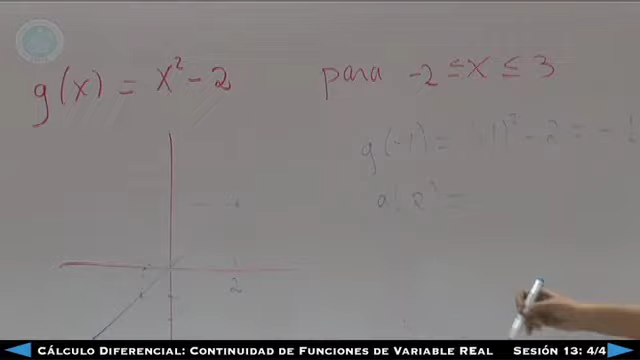 g(x) = x² - 2
para -2 ≤ x ≤ 3
g(-1) = (-1)² - 2 = -1
2
CÁLCULO DIFERENCIAL: CONTINUIDAD DE FUNCIONES DE VARIABLE REAL
SESIÓN 13: 4/4